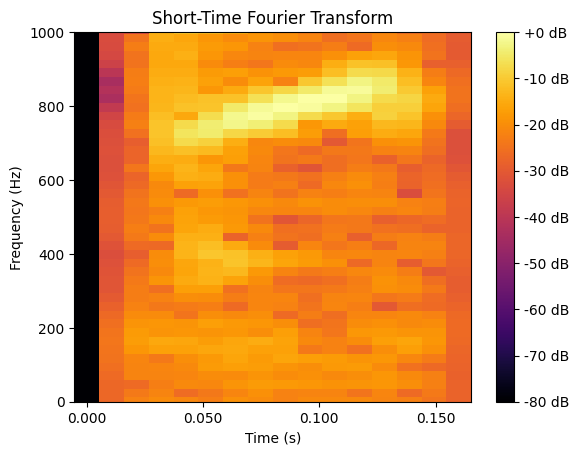 Short-Time Fourier Transform
Frequency (Hz)
1000
800
600
400
200
0
0.000 0.050 0.100 0.150
Time (s)
+0 dB
-10 dB
-20 dB
-30 dB
-40 dB
-50 dB
-60 dB
-70 dB
-80 dB